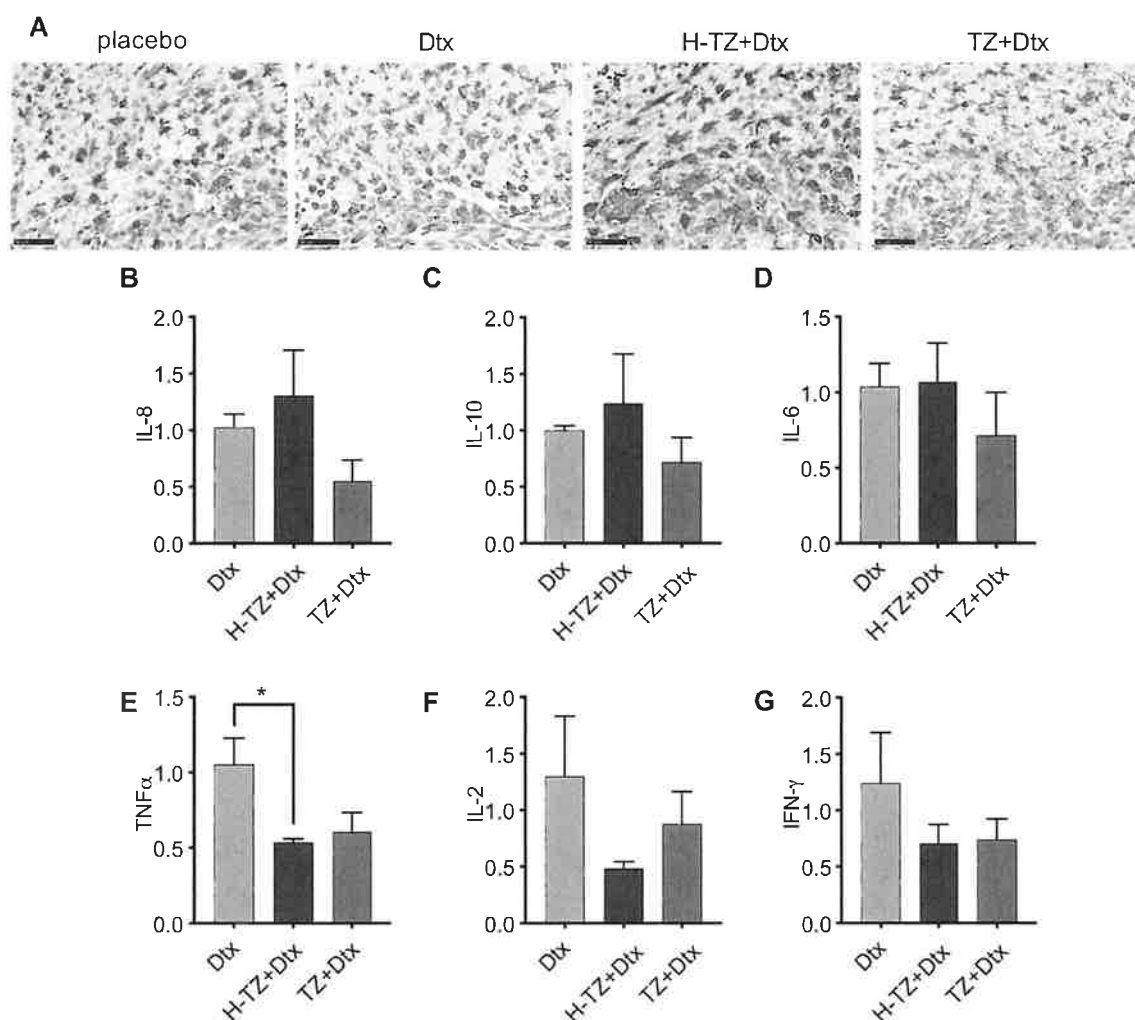 A
placebo Dtx H-TZ+Dtx TZ+Dtx
B C D
IL-8
2.0
1.5
1.0
0.5
0.0
Dtx
H-TZ+Dtx
TZ+Dtx
IL-10
2.0
1.5
1.0
0.5
0.0
Dtx
H-TZ+Dtx
TZ+Dtx
IL-6
1.5
1.0
0.5
0.0
Dtx
H-TZ+Dtx
TZ+Dtx
E F G
TNFα
1.5
1.0
0.5
0.0
*
Dtx
H-TZ+Dtx
TZ+Dtx
IL-2
2.0
1.5
1.0
0.5
0.0
Dtx
H-TZ+Dtx
TZ+Dtx
IFN-γ
2.0
1.5
1.0
0.5
0.0
Dtx
H-TZ+Dtx
TZ+Dtx